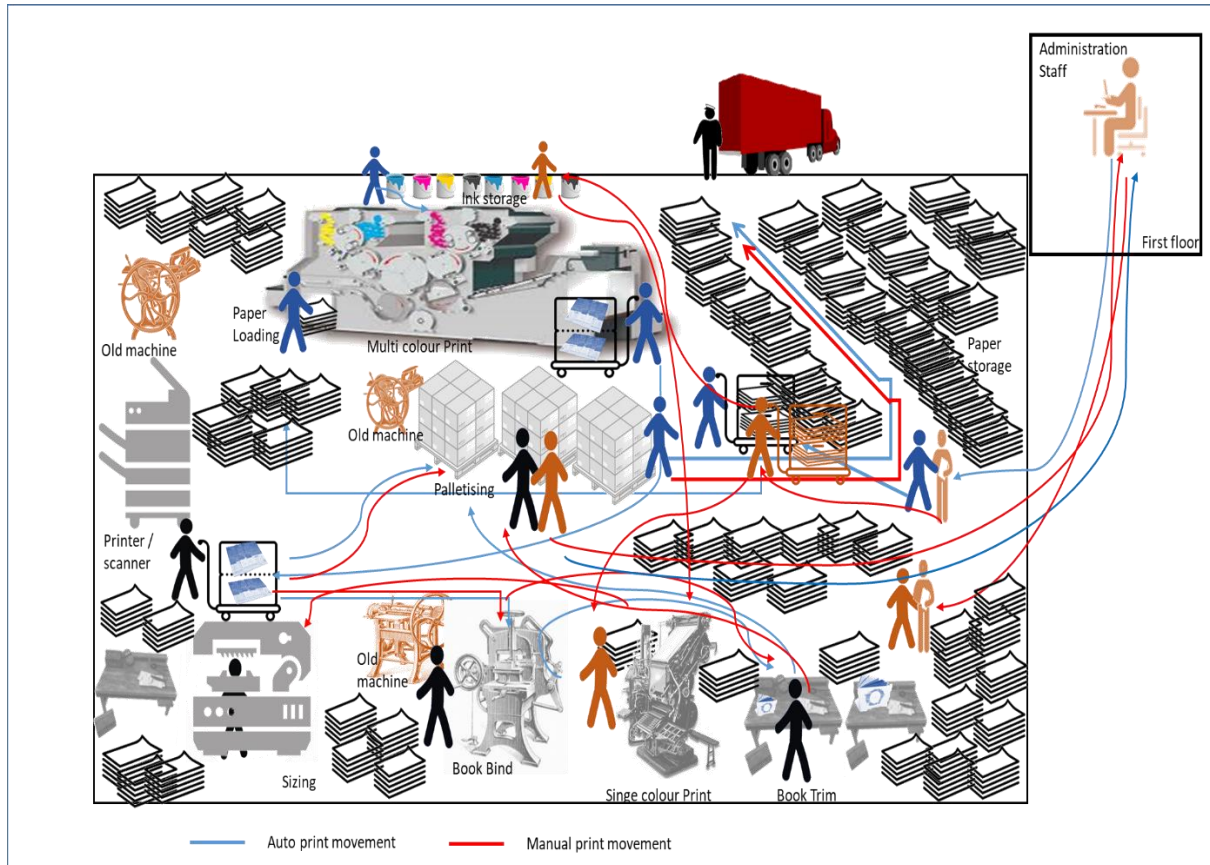 Administration
Staff
First floor
Ink storage
Paper
Loading
Multi colour Print
Old machine
Old machine
Paper
storage
Palletising
Printer /
scanner
Old
machine
Sizing
Book Bind
Singe colour Print
Book Trim
Auto print movement
Manual print movement